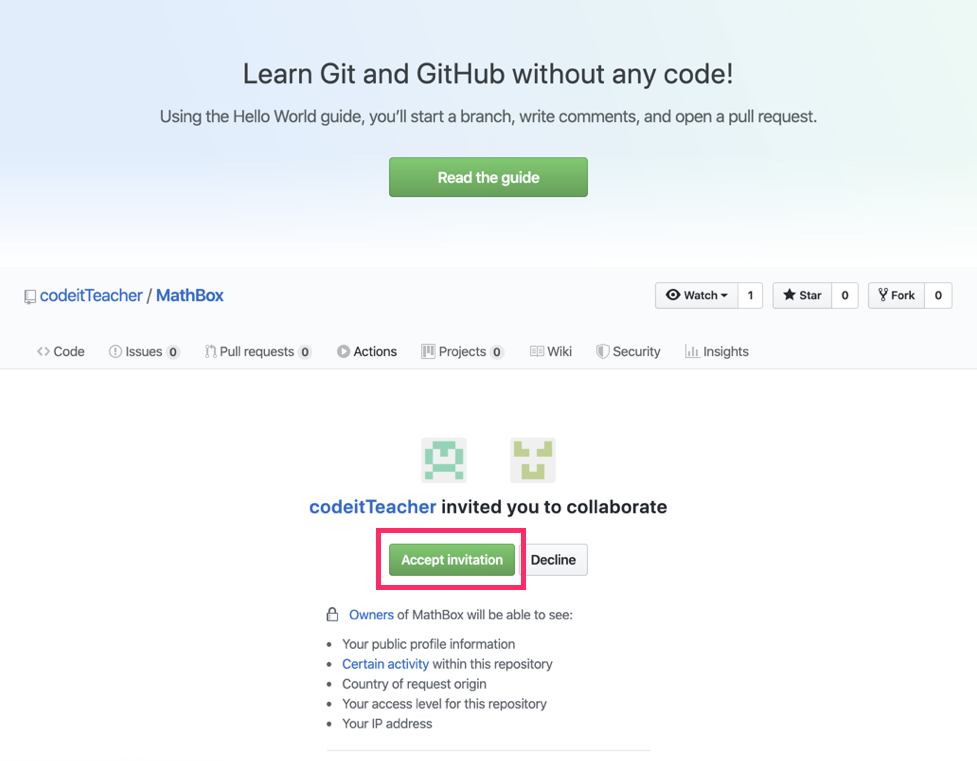 Learn Git and GitHub without any code!
Using the Hello World guide, you’ll start a branch, write comments, and open a pull request.
Read the guide
codeitTeacher / MathBox
Watch 1 Star 0 Fork 0
Code Issues 0 Pull requests 0 Actions Projects 0 Wiki Security Insights
codeitTeacher invited you to collaborate
Accept invitation Decline
Owners of MathBox will be able to see:
• Your public profile information
• Certain activity within this repository
• Country of request origin
• Your access level for this repository
• Your IP address